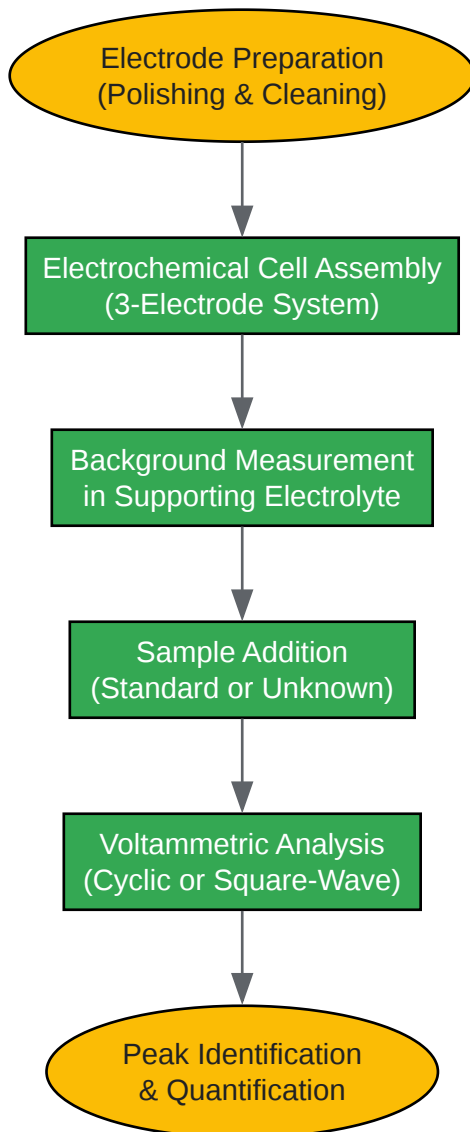 Electrode Preparation
(Polishing & Cleaning)
Electrochemical Cell Assembly
(3-Electrode System)
Background Measurement
in Supporting Electrolyte
Sample Addition
(Standard or Unknown)
Voltammetric Analysis
(Cyclic or Square-Wave)
Peak Identification
& Quantification